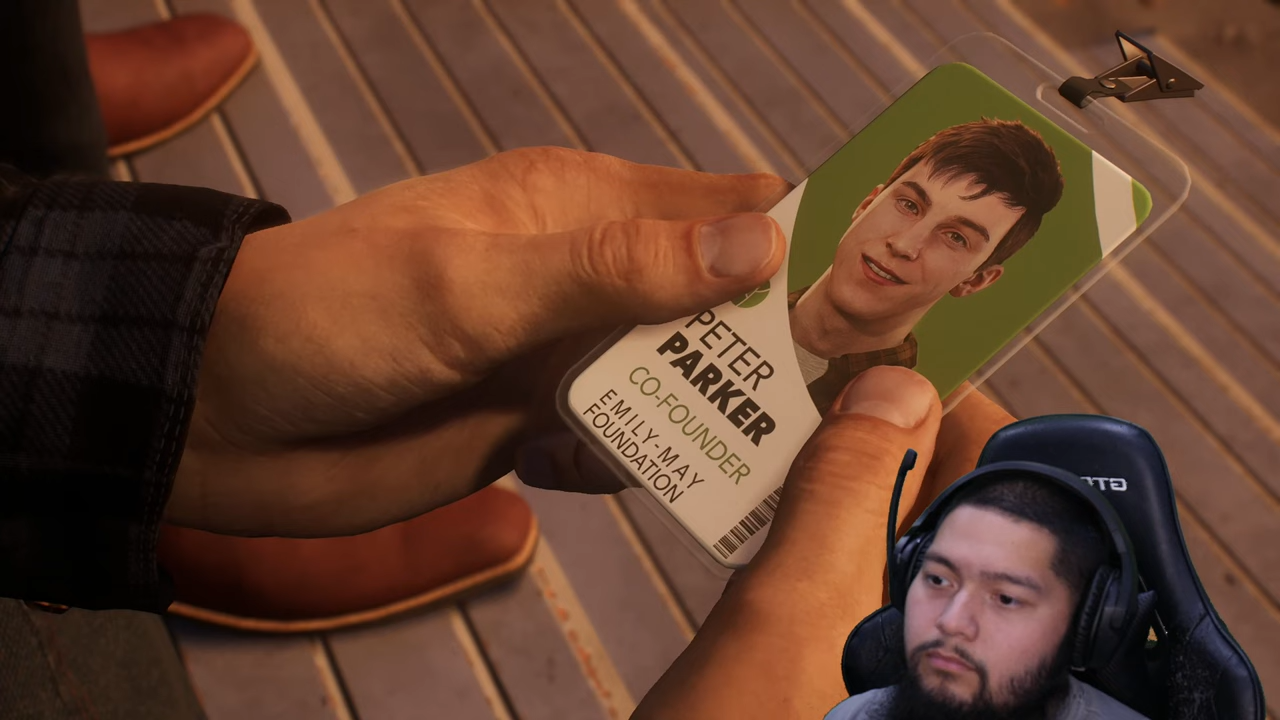 PETER
PARKER
CO-FOUNDER
EMILY-MAY
FOUNDATION